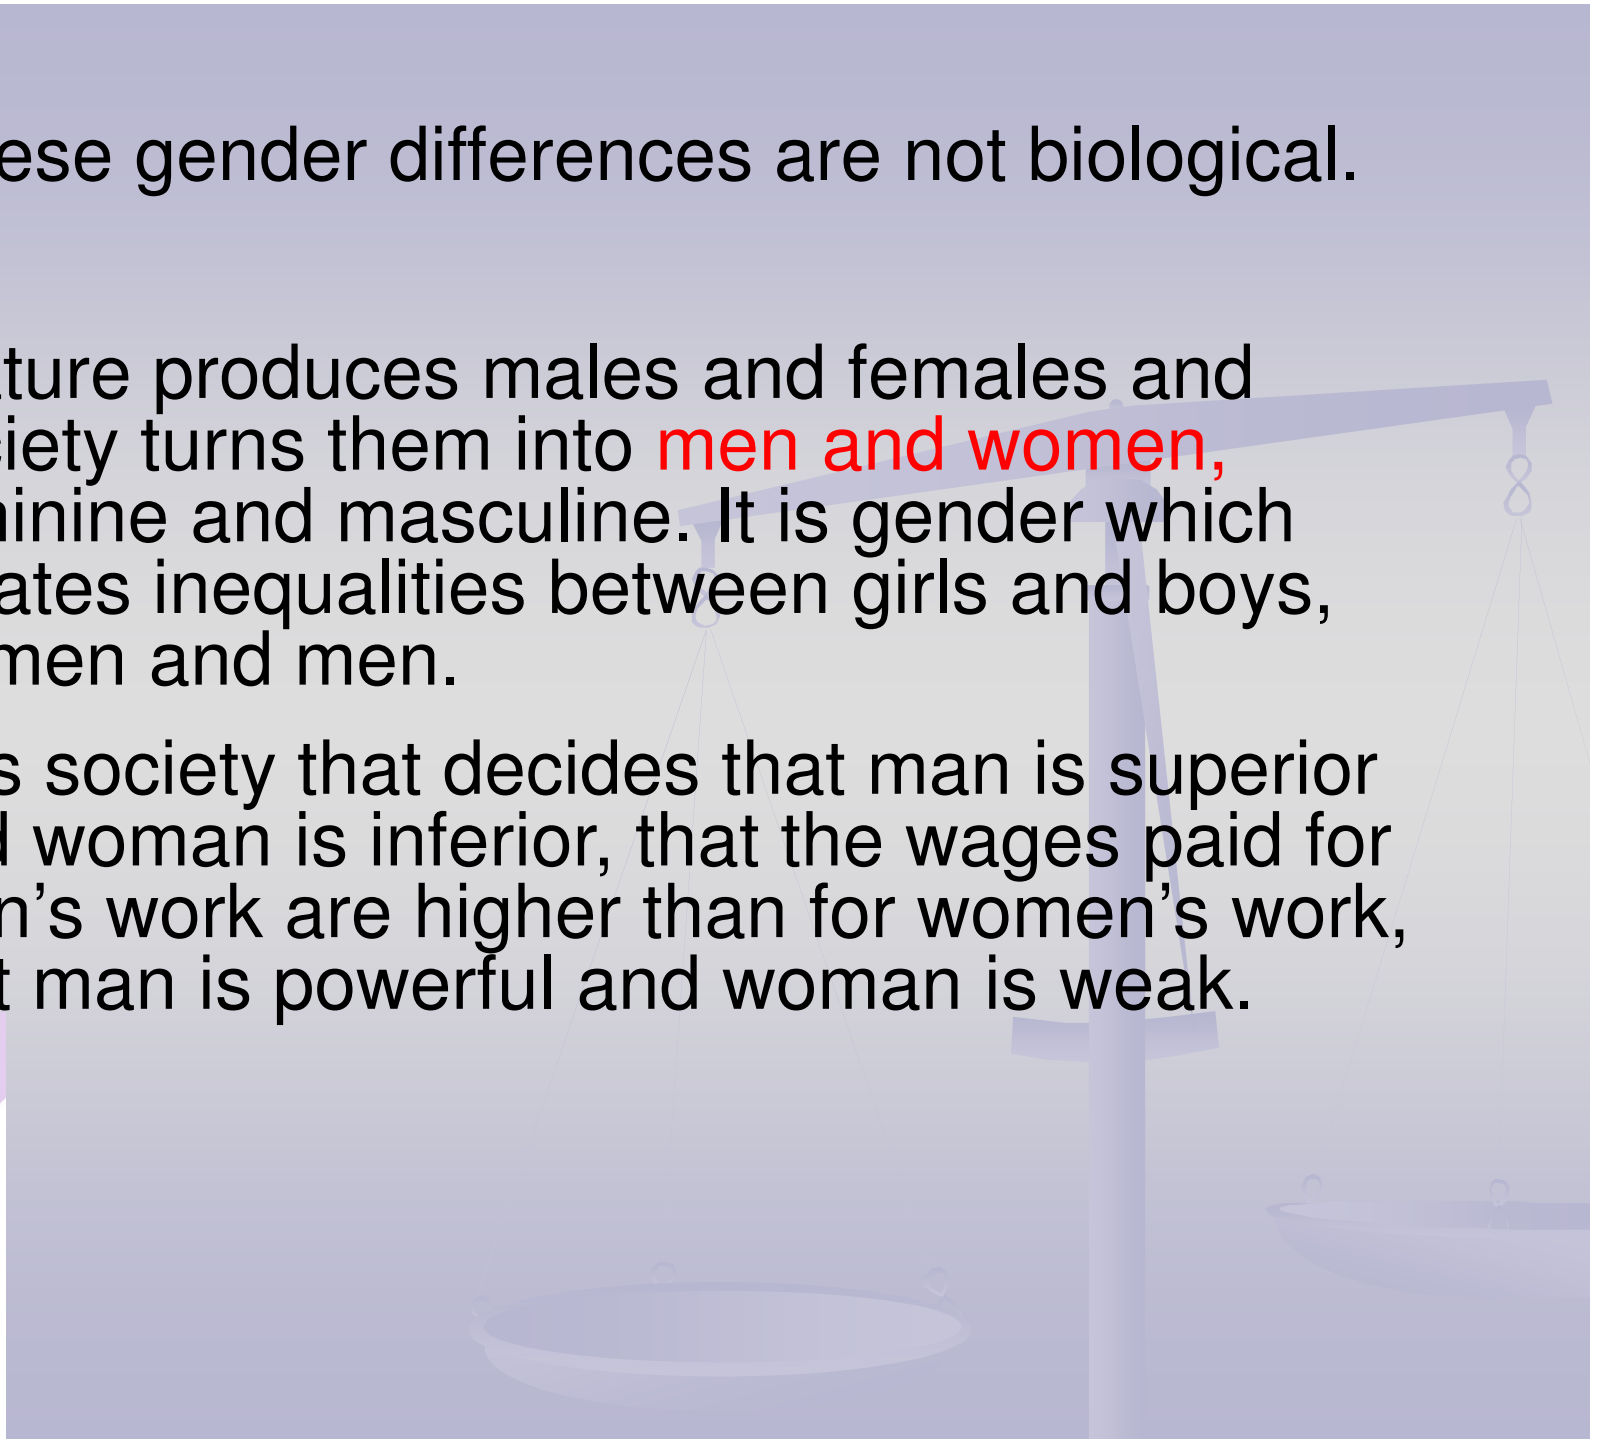 ese gender differences are not biological.
ture produces males and females and
iety turns them into men and women,
inine and masculine. It is gender which
ates inequalities between girls and boys,
men and men.
s society that decides that man is superior
d woman is inferior, that the wages paid for
n’s work are higher than for women’s work,
t man is powerful and woman is weak.